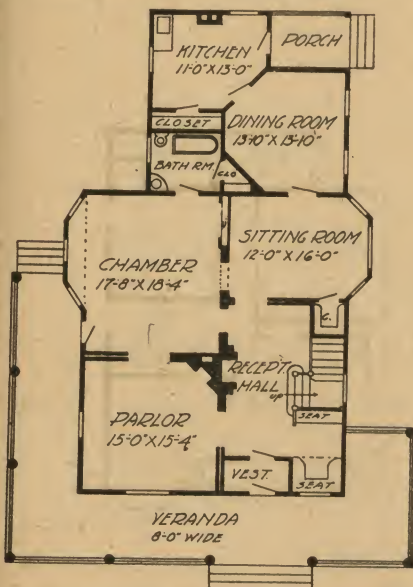 KITCHEN
11-0"X13-0"
PORCH
CLOSET
DINING ROOM
13-10"X13-10"
BATH RM.
CLO
CHAMBER
17-8"X18-4"
SITTING ROOM
12-0"X16-0"
C.
RECEPT.
HALL
UP
SEAT
PARLOR
15-0"X15-4"
VEST.
SEAT
VERANDA
8-0" WIDE